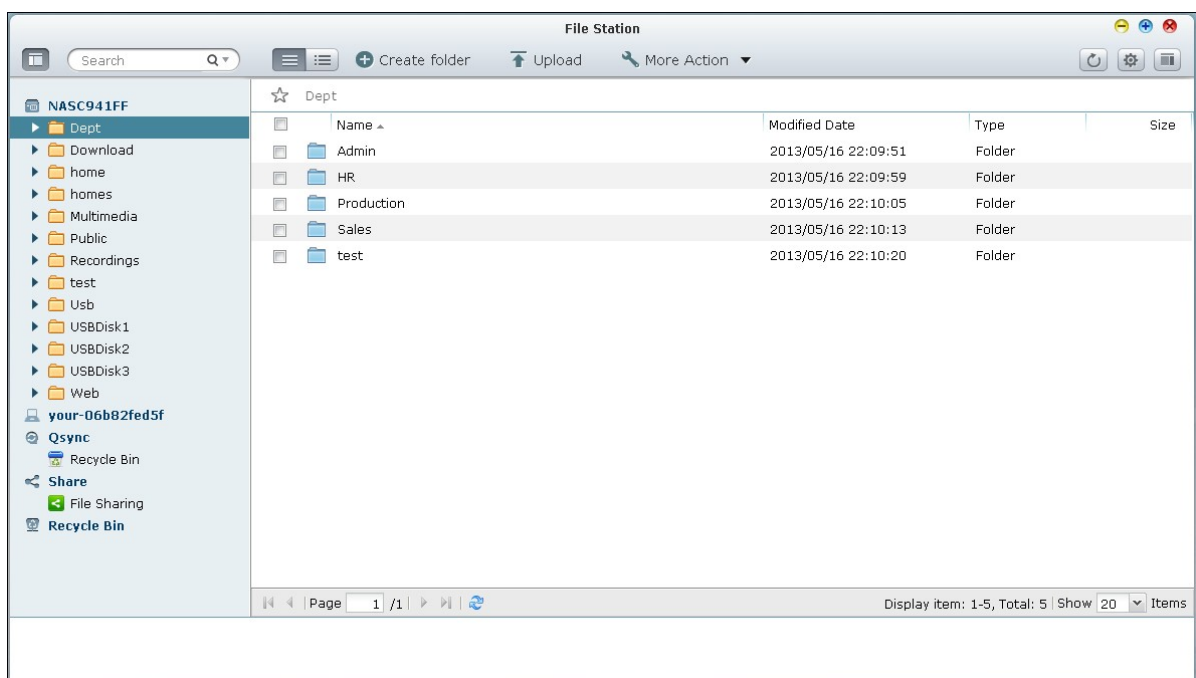 File Station
Search
Create folder
Upload
More Action
NASC941FF
Dept
Download
home
homes
Multimedia
Public
Recordings
test
Usb
USBDisk1
USBDisk2
USBDisk3
Web
your-06b82fed5f
Qsync
Recycle Bin
Share
File Sharing
Recycle Bin
Dept
Name Modified Date Type Size
Admin 2013/05/16 22:09:51 Folder
HR 2013/05/16 22:09:59 Folder
Production 2013/05/16 22:10:05 Folder
Sales 2013/05/16 22:10:13 Folder
test 2013/05/16 22:10:20 Folder
Page 1 /1 Display item: 1-5, Total: 5 Show 20 Items